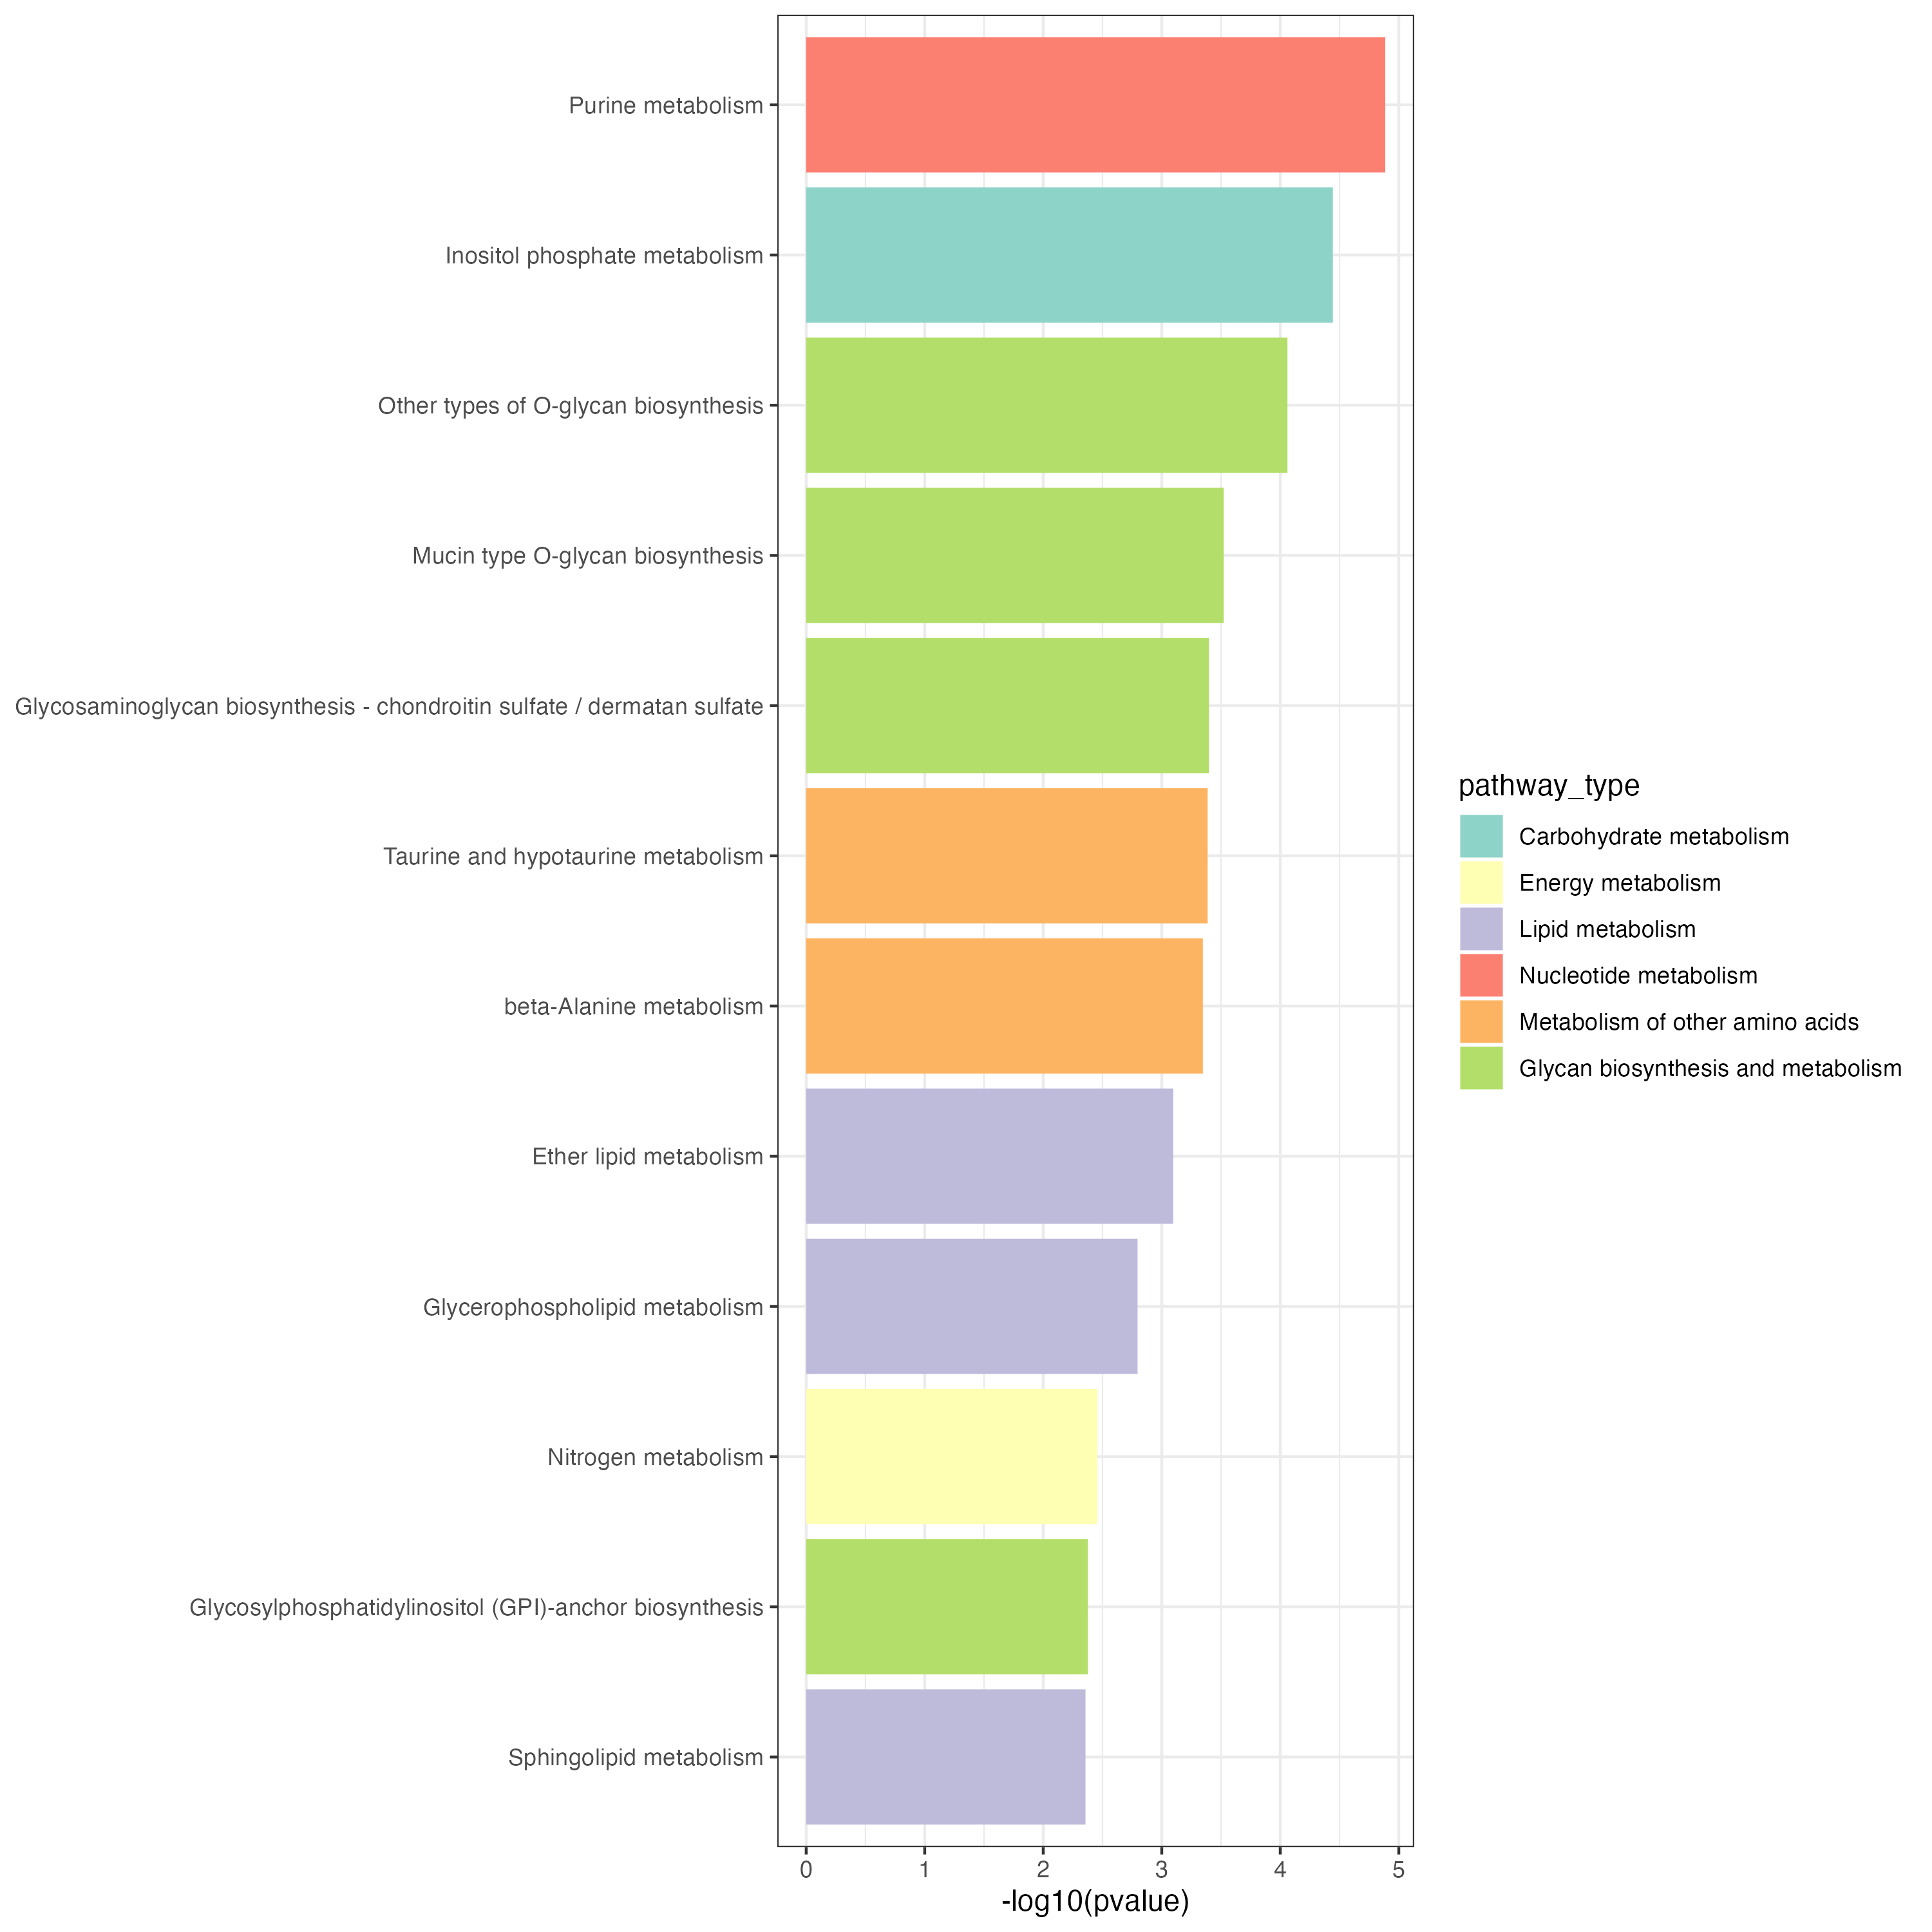 Purine metabolism
Inositol phosphate metabolism
Other types of O-glycan biosynthesis
Mucin type O-glycan biosynthesis
Glycosaminoglycan biosynthesis - chondroitin sulfate / dermatan sulfate
Taurine and hypotaurine metabolism
beta-Alanine metabolism
Ether lipid metabolism
Glycerophospholipid metabolism
Nitrogen metabolism
Glycosylphosphatidylinositol (GPI)-anchor biosynthesis
Sphingolipid metabolism
0 1 2 3 4 5
-log10(pvalue)
pathway_type
Carbohydrate metabolism
Energy metabolism
Lipid metabolism
Nucleotide metabolism
Metabolism of other amino acids
Glycan biosynthesis and metabolism